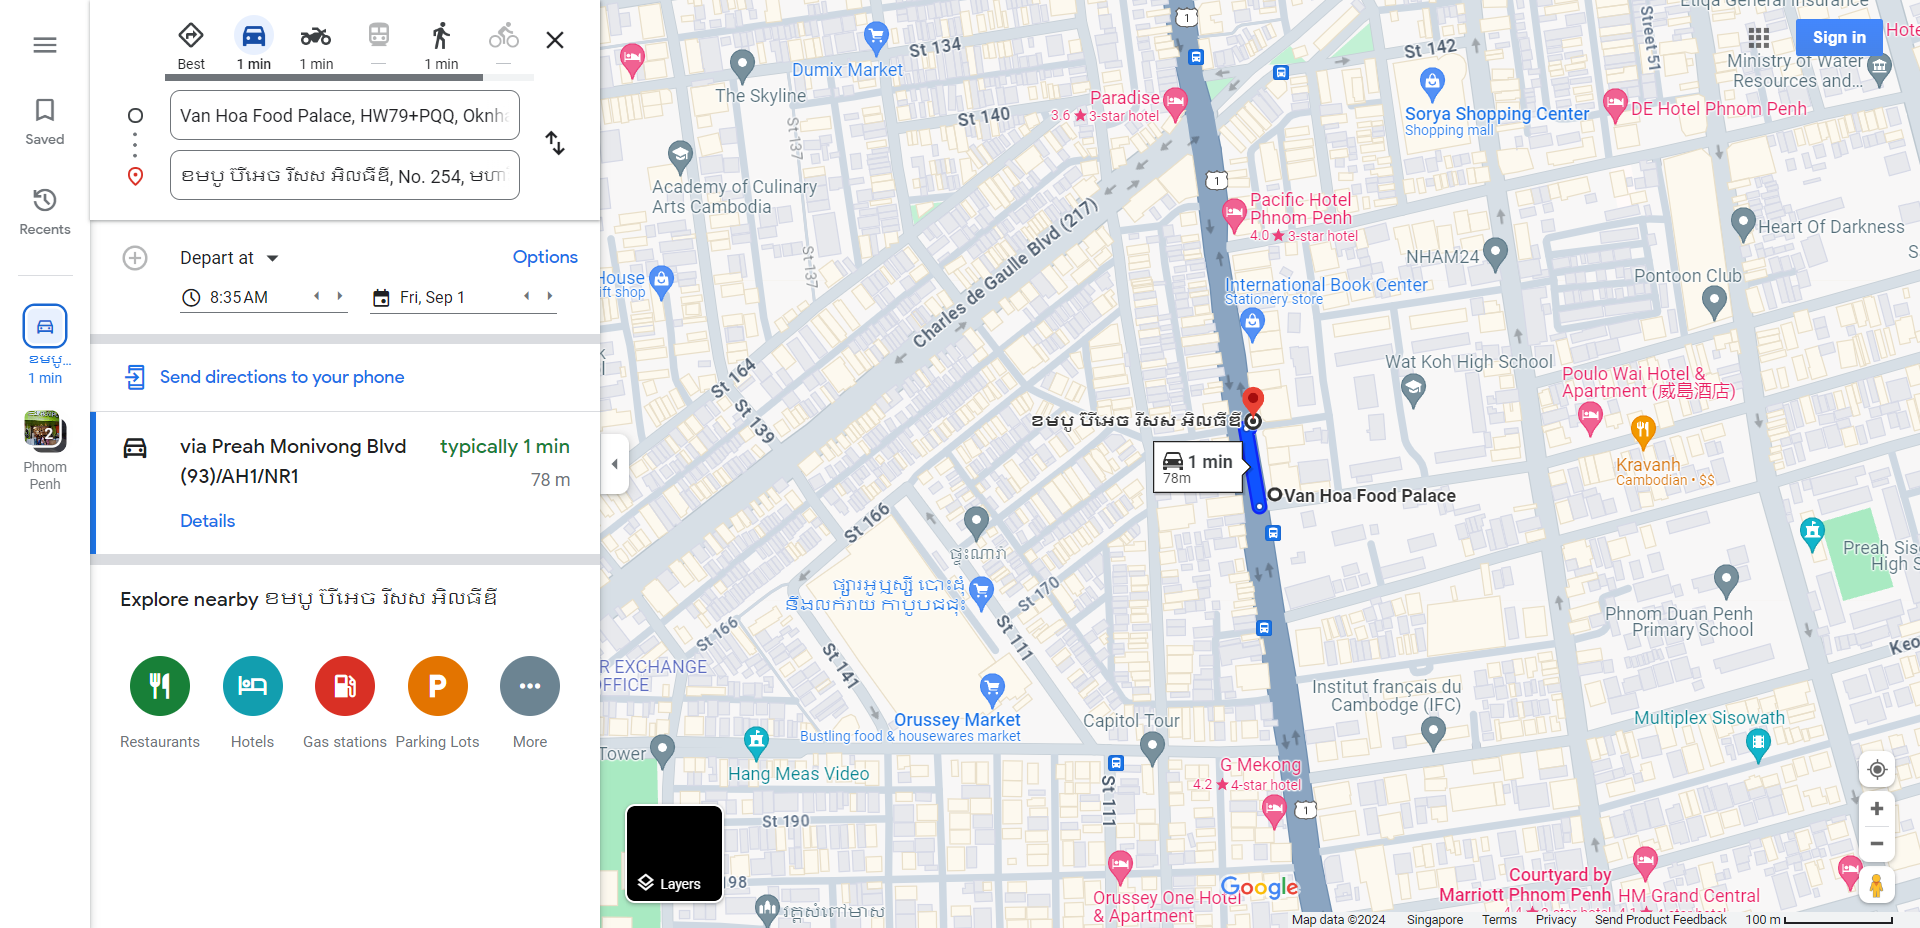 Best
1 min
1 min
—
1 min
—
Saved
Recents
ខមបូ...
1 min
Phnom
Penh
Van Hoa Food Palace, HW79+PQQ, Oknha
ខមបូ ប៊ីអេច រីសស អិលធីឌី, No. 254, មហា
Depart at
Options
8:35 AM
Fri, Sep 1
Send directions to your phone
via Preah Monivong Blvd
(93)/AH1/NR1
typically 1 min
78 m
Details
Explore nearby ខមបូ ប៊ីអេច រីសស អិលធីឌី
Restaurants
Hotels
Gas stations
Parking Lots
More
Sign in
Etiqa General Insurance
1
St 134
Dumix Market
The Skyline
St 142
Street 51
Hote
Ministry of Water
Resources and...
Paradise
3.6 ★ 3-star hotel
St 140
St 137
Sorya Shopping Center
Shopping mall
DE Hotel Phnom Penh
Academy of Culinary
Arts Cambodia
1
Pacific Hotel
Phnom Penh
4.0 ★ 3-star hotel
Charles de Gaulle Blvd (217)
St 137
NHAM24
Heart Of Darkness
S
Pontoon Club
House
ift shop
International Book Center
Stationery store
St 164
St 139
Wat Koh High School
Poulo Wai Hotel &
Apartment (威島酒店)
ខមបូ ប៊ីអេច រីសស អិលធីឌី
1 min
78m
Van Hoa Food Palace
Kravanh
Cambodian • $$
St 166
ផ្ទះណារ៉ា
ផ្សារអូឬស្សី បោះដុំ
និងលក់រាយ កាបូបជជុះ
St 170
St 111
St 166
St 141
Preah Sis
High S
Phnom Duan Penh
Primary School
Keo
R EXCHANGE
OFFICE
Institut français du
Cambodge (IFC)
Orussey Market
Bustling food & housewares market
Capitol Tour
Multiplex Sisowath
Tower
Hang Meas Video
G Mekong
4.2 ★ 4-star hotel
St 111
1
St 190
198
Layers
វត្តសំពៅមាស
Orussey One Hotel
& Apartment
Google
Courtyard by
Marriott Phnom Penh
HM Grand Central
Map data ©2024
Singapore
Terms
Privacy
Send Product Feedback
100 m